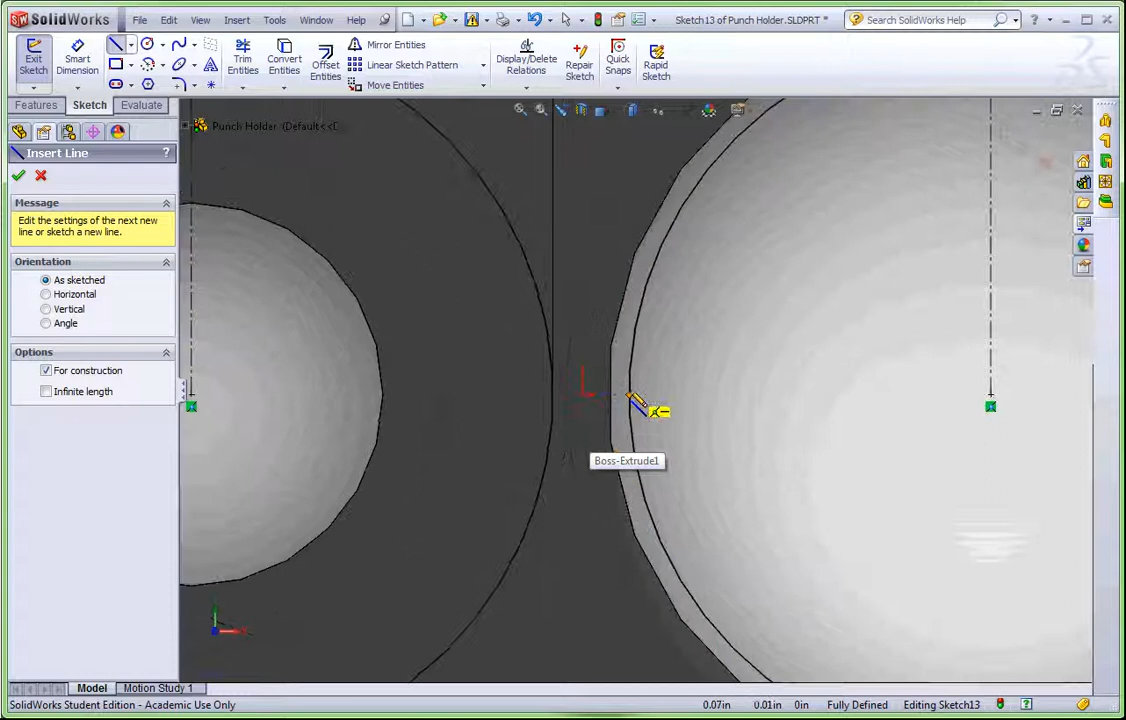 SolidWorks File Edit View Insert Tools Window Help Sketch13 of Punch Holder.SLDPRT * Search SolidWorks Help
Exit Sketch
Smart Dimension
Trim Entities
Convert Entities
Offset Entities
Mirror Entities
Linear Sketch Pattern
Move Entities
Display/Delete Relations
Repair Sketch
Quick Snaps
Rapid Sketch
Features Sketch Evaluate
Punch Holder (Default<<D
Insert Line ?
Message
Edit the settings of the next new
line or sketch a new line.
Orientation
As sketched
Horizontal
Vertical
Angle
Options
For construction
Infinite length
Boss-Extrude1
Model Motion Study 1
SolidWorks Student Edition - Academic Use Only 0.07in 0.01in 0in Fully Defined Editing Sketch13